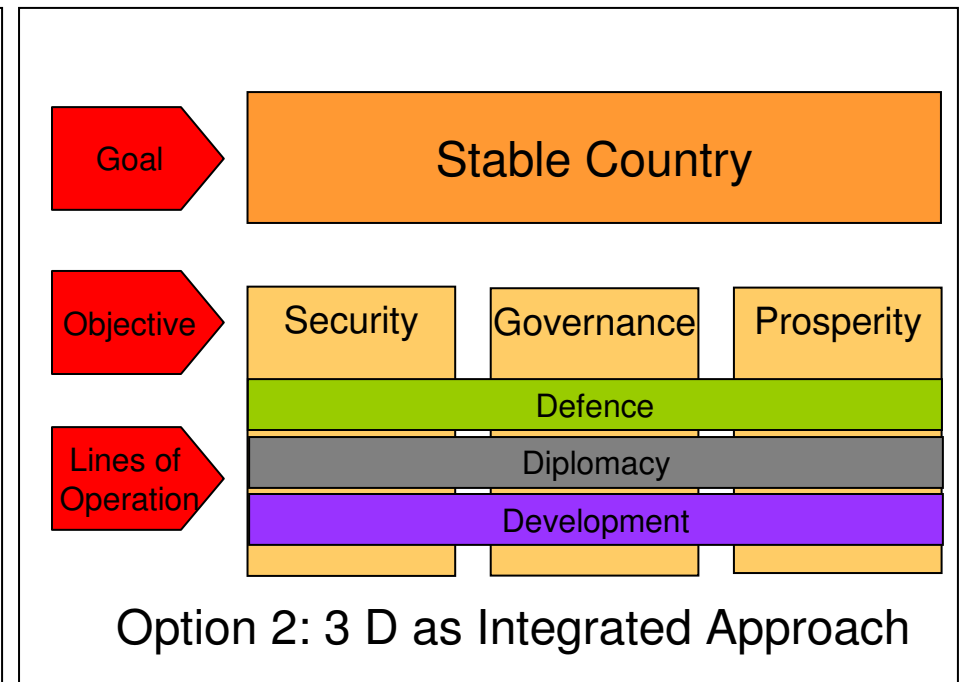 Goal
Stable Country
Objective
Security
Governance
Prosperity
Defence
Lines of
Operation
Diplomacy
Development
Option 2: 3 D as Integrated Approach